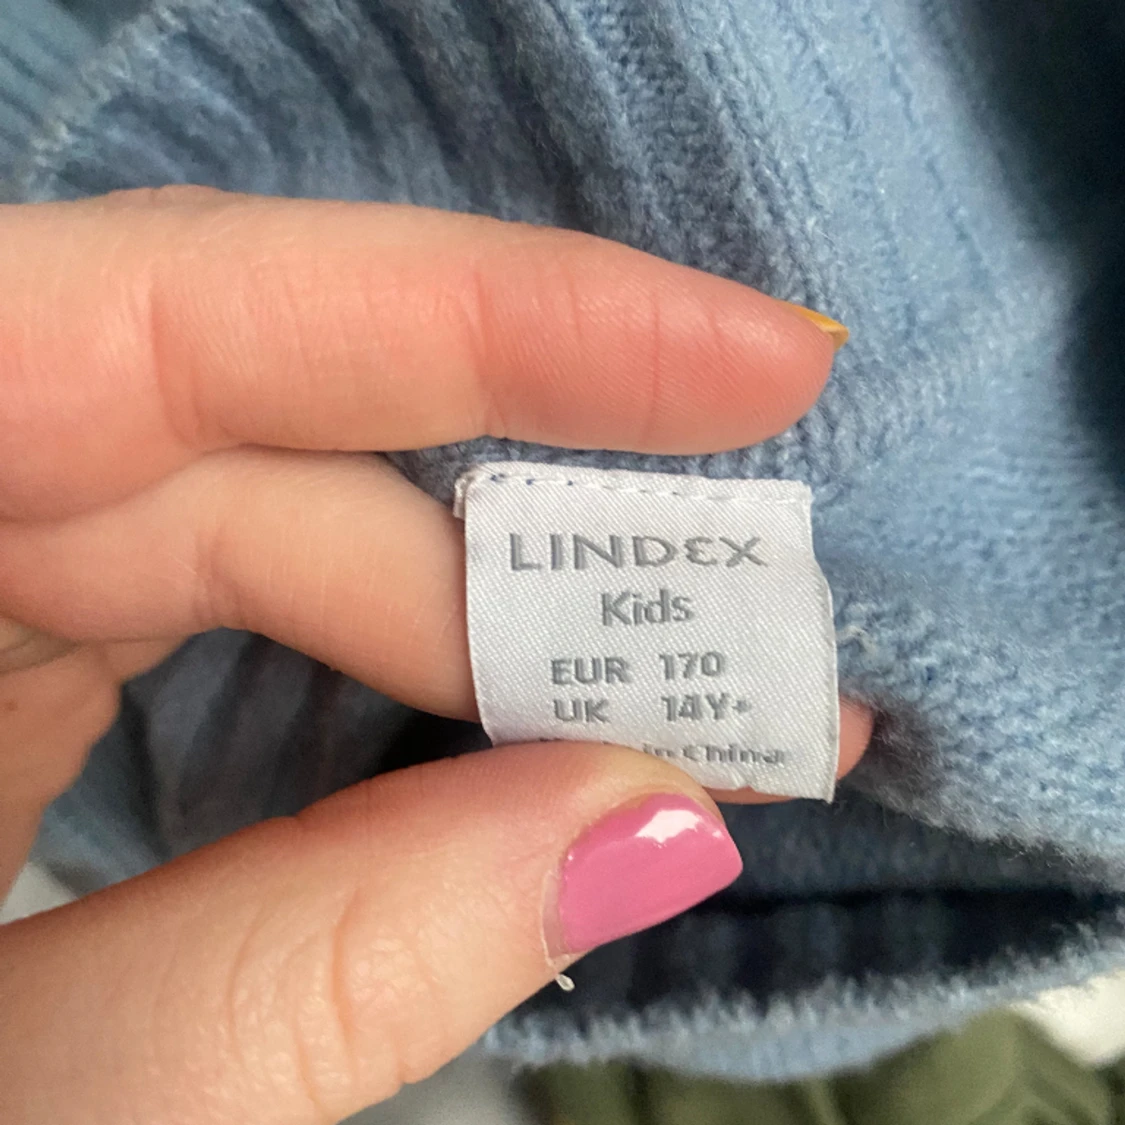 LINDEX
Kids
EUR 170
UK 14Y+
in China